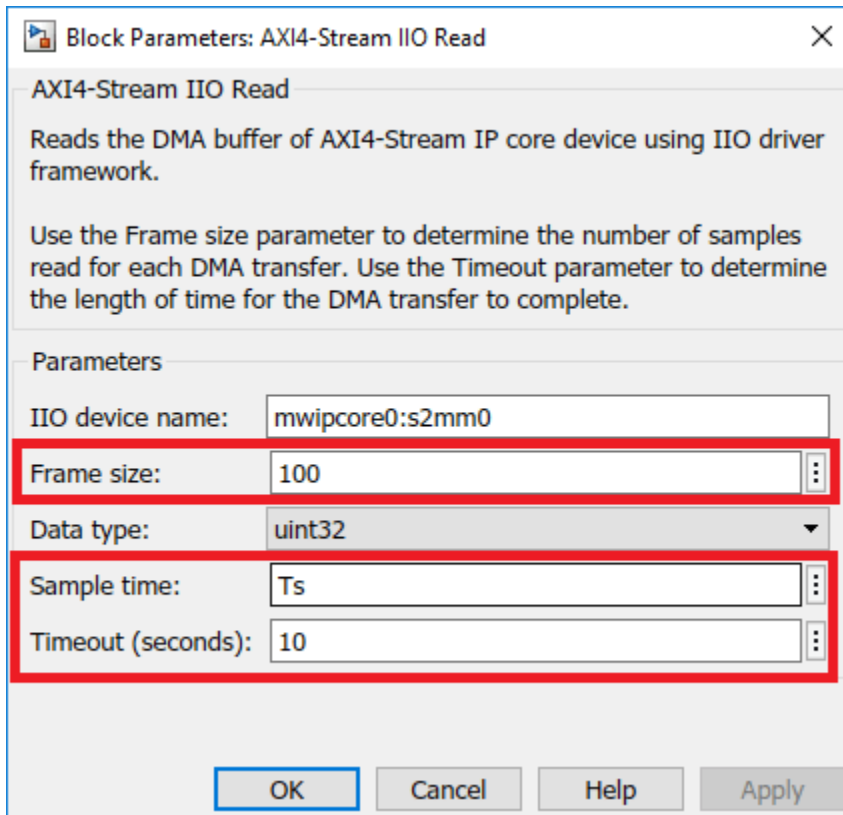 Block Parameters: AXI4-Stream IIO Read
AXI4-Stream IIO Read
Reads the DMA buffer of AXI4-Stream IP core device using IIO driver
framework.
Use the Frame size parameter to determine the number of samples
read for each DMA transfer. Use the Timeout parameter to determine
the length of time for the DMA transfer to complete.
Parameters
IIO device name: mwipcore0:s2mm0
Frame size: 100
Data type: uint32
Sample time: Ts
Timeout (seconds): 10
OK Cancel Help Apply